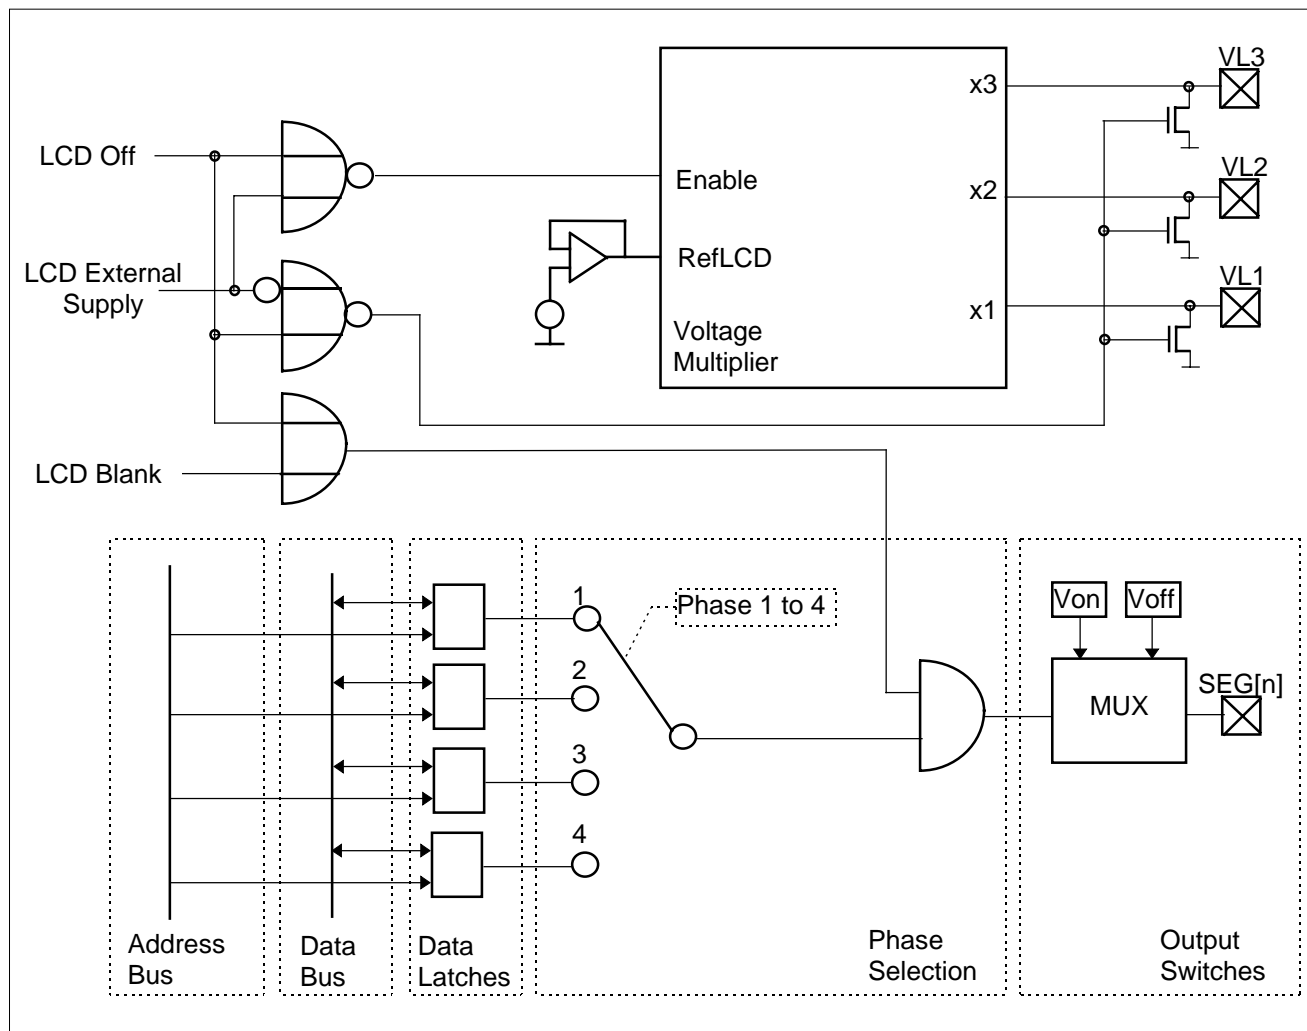 VL3
x3
LCD Off
VL2
Enable
x2
LCD External
Supply
RefLCD
VL1
x1
Voltage
Multiplier
LCD Blank
1
Phase 1 to 4
Von
Voff
2
SEG[n]
MUX
3
4
Address
Bus
Data
Bus
Data
Latches
Phase
Selection
Output
Switches